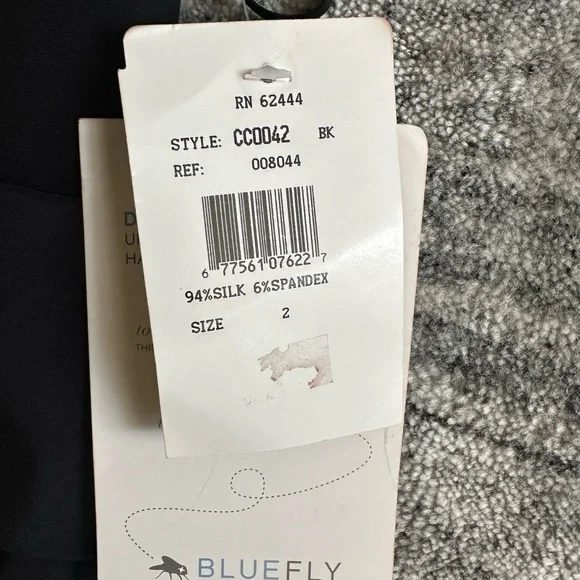 RN 62444
STYLE: CC0042 BK
REF: 008044
6 77561 07622 7
94%SILK 6%SPANDEX
SIZE 2
BLUEFLY